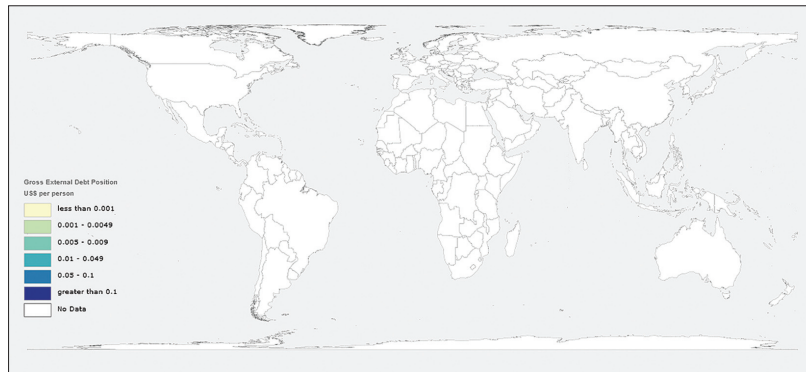 Gross External Debt Position
US$ per person
less than 0.001
0.001 - 0.0049
0.005 - 0.009
0.01 - 0.049
0.05 - 0.1
greater than 0.1
No Data